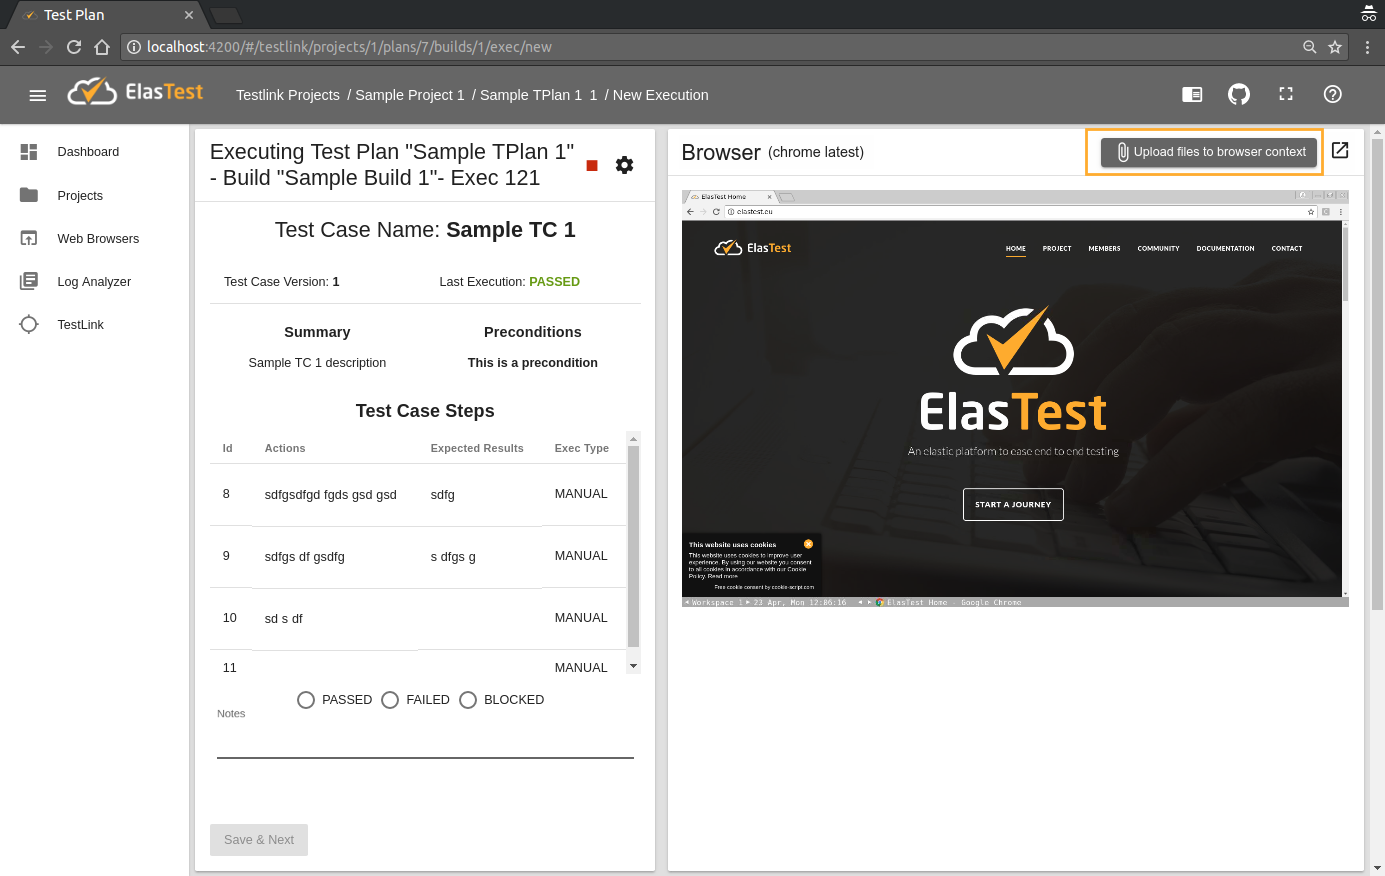 Test Plan
localhost:4200/#/testlink/projects/1/plans/7/builds/1/exec/new
ElasTest
Testlink Projects / Sample Project 1 / Sample TPlan 1 1 / New Execution
Dashboard
Projects
Web Browsers
Log Analyzer
TestLink
Executing Test Plan "Sample TPlan 1"
- Build "Sample Build 1"- Exec 121
Test Case Name: Sample TC 1
Test Case Version: 1
Last Execution: PASSED
Summary
Preconditions
Sample TC 1 description
This is a precondition
Test Case Steps
Id Actions Expected Results Exec Type
8 sdfgsdfgd fgds gsd gsd sdfg MANUAL
9 sdfgs df gsdfg s dfgs g MANUAL
10 sd s df MANUAL
11 MANUAL
PASSED FAILED BLOCKED
Notes
Save & Next
Browser (chrome latest)
Upload files to browser context
ElasTest Home
elastest.eu
ElasTest
HOME PROJECT MEMBERS COMMUNITY DOCUMENTATION CONTACT
ElasTest
An elastic platform to ease end to end testing
START A JOURNEY
This website uses cookies
This website uses cookies to improve user
experience. By using our website you consent
to all cookies in accordance with our Cookie
Policy. Read more
Free cookie consent by cookie-script.com
Workspace 1 23 Apr, Mon 12:06:16 ElasTest Home - Google Chrome